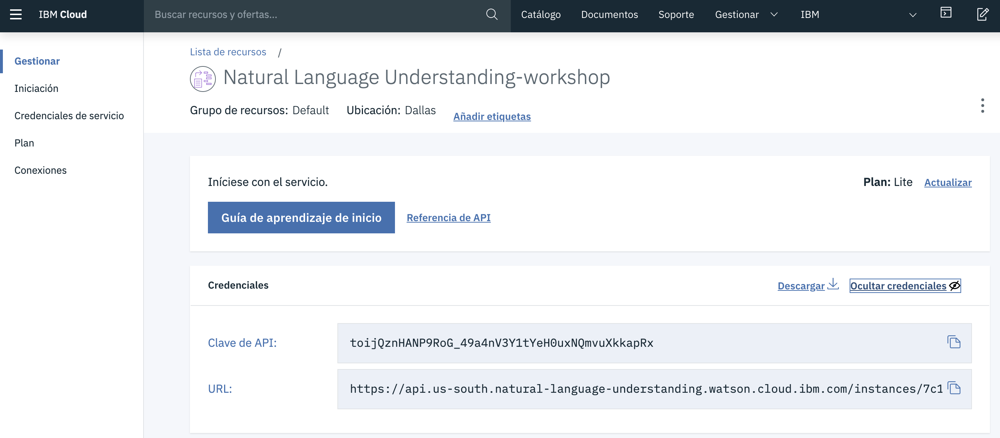 IBM Cloud
Buscar recursos y ofertas...
Catálogo
Documentos
Soporte
Gestionar
IBM
Gestionar
Iniciación
Credenciales de servicio
Plan
Conexiones
Lista de recursos /
Natural Language Understanding-workshop
Grupo de recursos: Default Ubicación: Dallas Añadir etiquetas
Iníciese con el servicio.
Plan: Lite Actualizar
Guía de aprendizaje de inicio Referencia de API
Credenciales
Descargar Ocultar credenciales
Clave de API: toijQznHANP9RoG_49a4nV3Y1tYeH0uxNQmvuXkkapRx
URL: https://api.us-south.natural-language-understanding.watson.cloud.ibm.com/instances/7c1